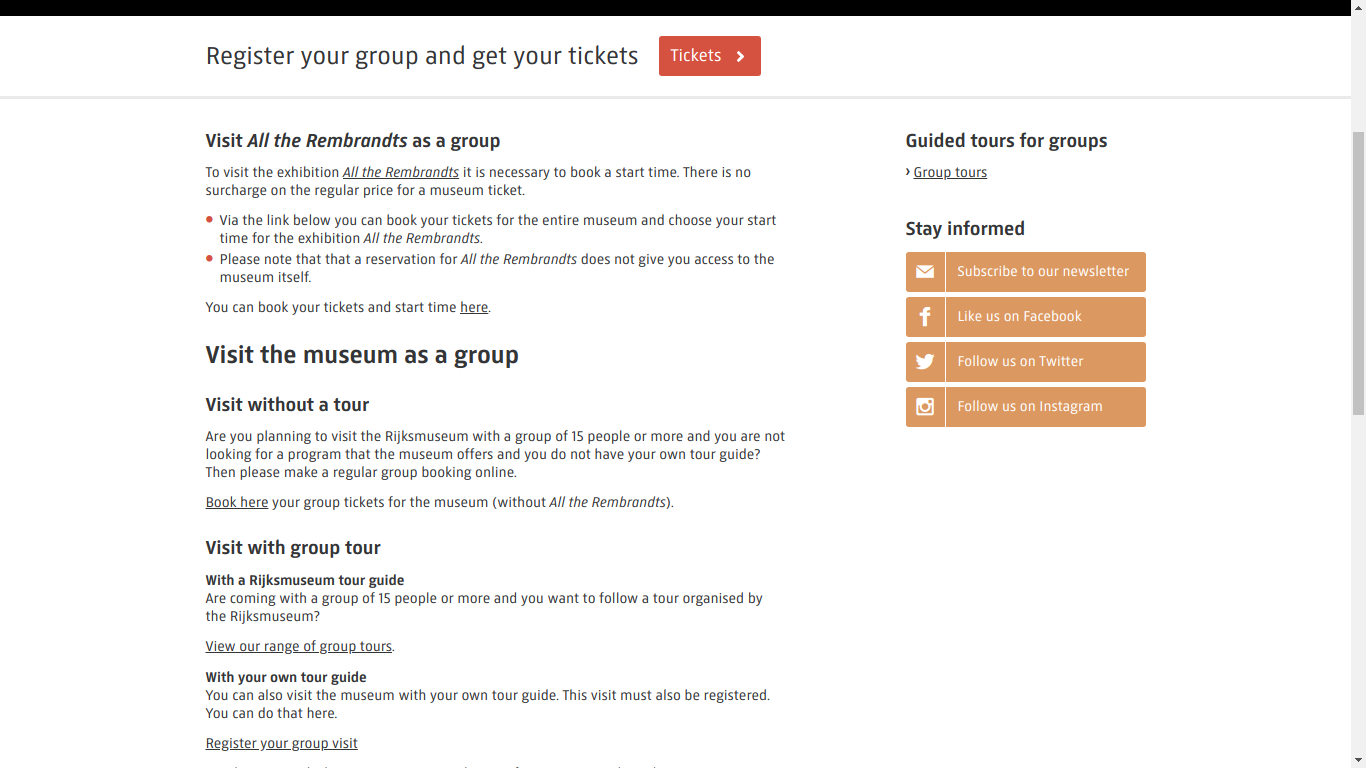 Register your group and get your tickets
Tickets
Visit All the Rembrandts as a group
To visit the exhibition All the Rembrandts it is necessary to book a start time. There is no
surcharge on the regular price for a museum ticket.
Via the link below you can book your tickets for the entire museum and choose your start
time for the exhibition All the Rembrandts.
Please note that that a reservation for All the Rembrandts does not give you access to the
museum itself.
You can book your tickets and start time here.
Visit the museum as a group
Visit without a tour
Are you planning to visit the Rijksmuseum with a group of 15 people or more and you are not
looking for a program that the museum offers and you do not have your own tour guide?
Then please make a regular group booking online.
Book here your group tickets for the museum (without All the Rembrandts).
Visit with group tour
With a Rijksmuseum tour guide
Are coming with a group of 15 people or more and you want to follow a tour organised by
the Rijksmuseum?
View our range of group tours.
With your own tour guide
You can also visit the museum with your own tour guide. This visit must also be registered.
You can do that here.
Register your group visit
Guided tours for groups
› Group tours
Stay informed
Subscribe to our newsletter
Like us on Facebook
Follow us on Twitter
Follow us on Instagram